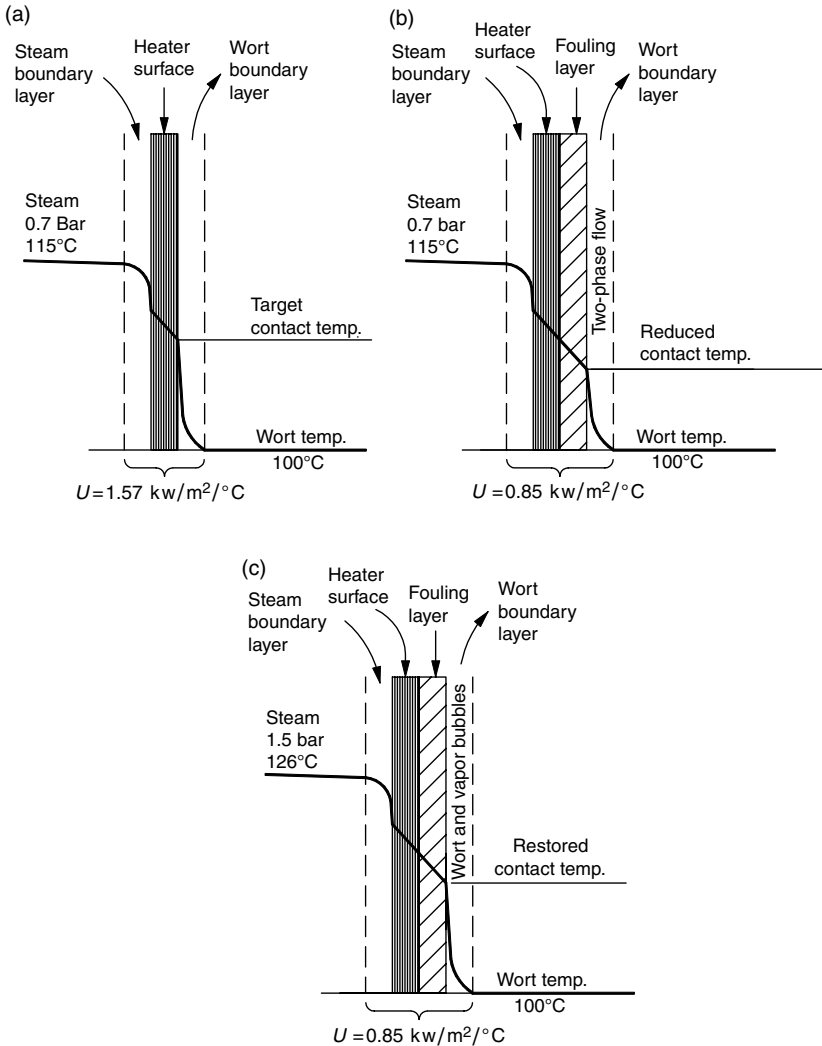 (a)
Steam
boundary
layer
Heater
surface
Wort
boundary
layer
Steam
0.7 Bar
115°C
Target
contact temp.
Wort temp.
100°C
U=1.57 kw/m²/°C
(b)
Steam
boundary
layer
Heater
surface
Fouling
layer
Wort
boundary
layer
Steam
0.7 bar
115°C
Two-phase flow
Reduced
contact temp.
Wort temp.
100°C
U=0.85 kw/m²/°C
(c)
Steam
boundary
layer
Heater
surface
Fouling
layer
Wort
boundary
layer
Steam
1.5 bar
126°C
Wort and vapor bubbles
Restored
contact temp.
Wort temp.
100°C
U=0.85 kw/m²/°C